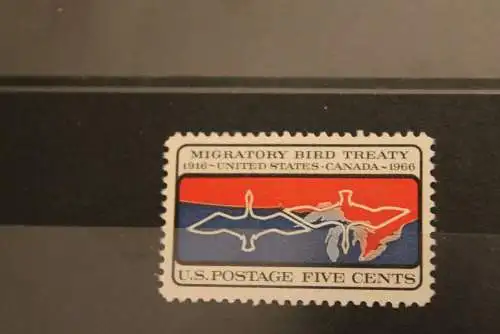 MIGRATORY BIRD TREATY
1916-UNITED STATES-CANADA-1966
U.S. POSTAGE FIVE CENTS